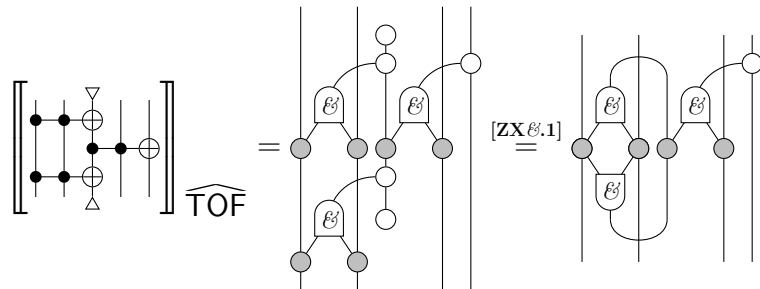 & & [ZX&.1] &
= = &
TOF
&